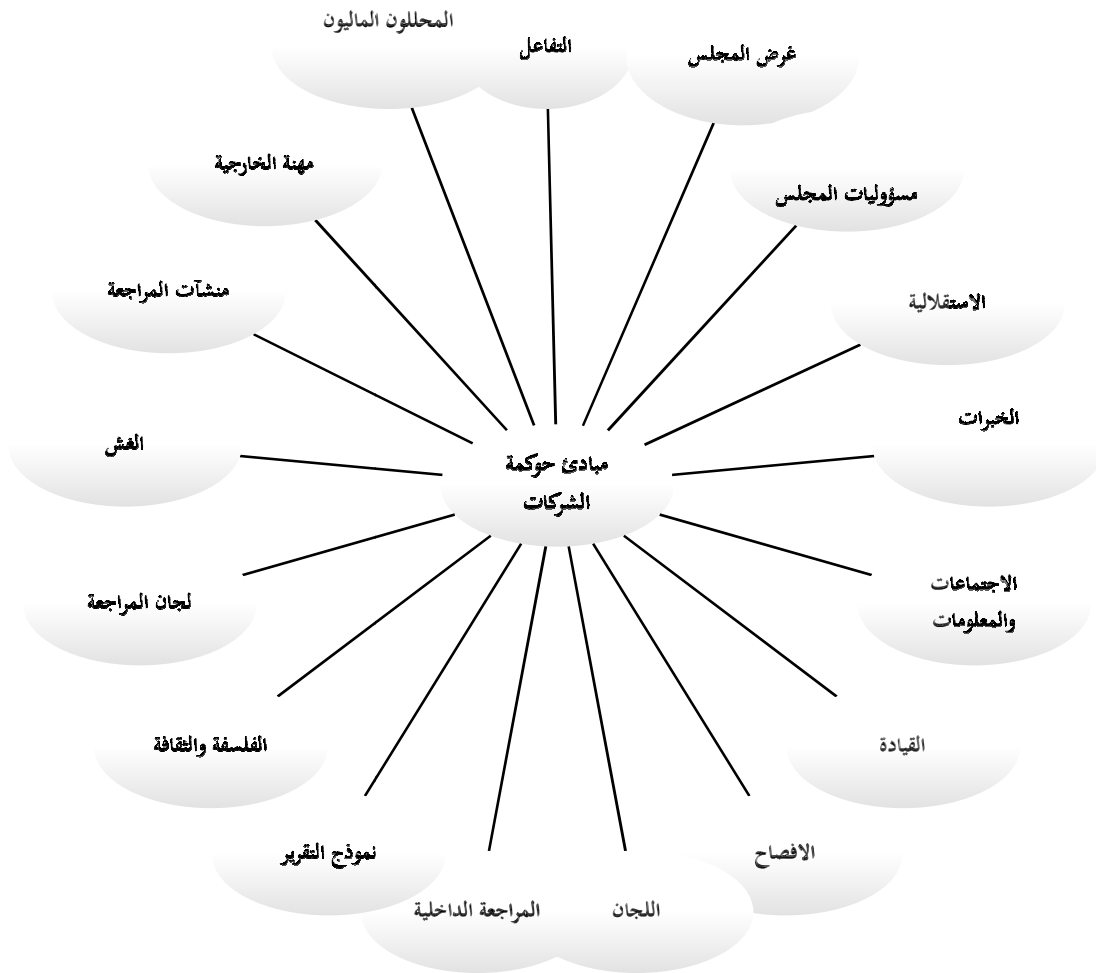 مبادئ حوكمة
الشركات
التفاعل
غرض المجلس
مسؤوليات المجلس
الاستقلالية
الخبرات
الاجتماعات
والمعلومات
القيادة
الافصاح
اللجان
المراجعة الداخلية
نموذج التقرير
الفلسفة والثقافة
لجان المراجعة
الغش
منشآت المراجعة
مهنة الخارجية
المحللون الماليون